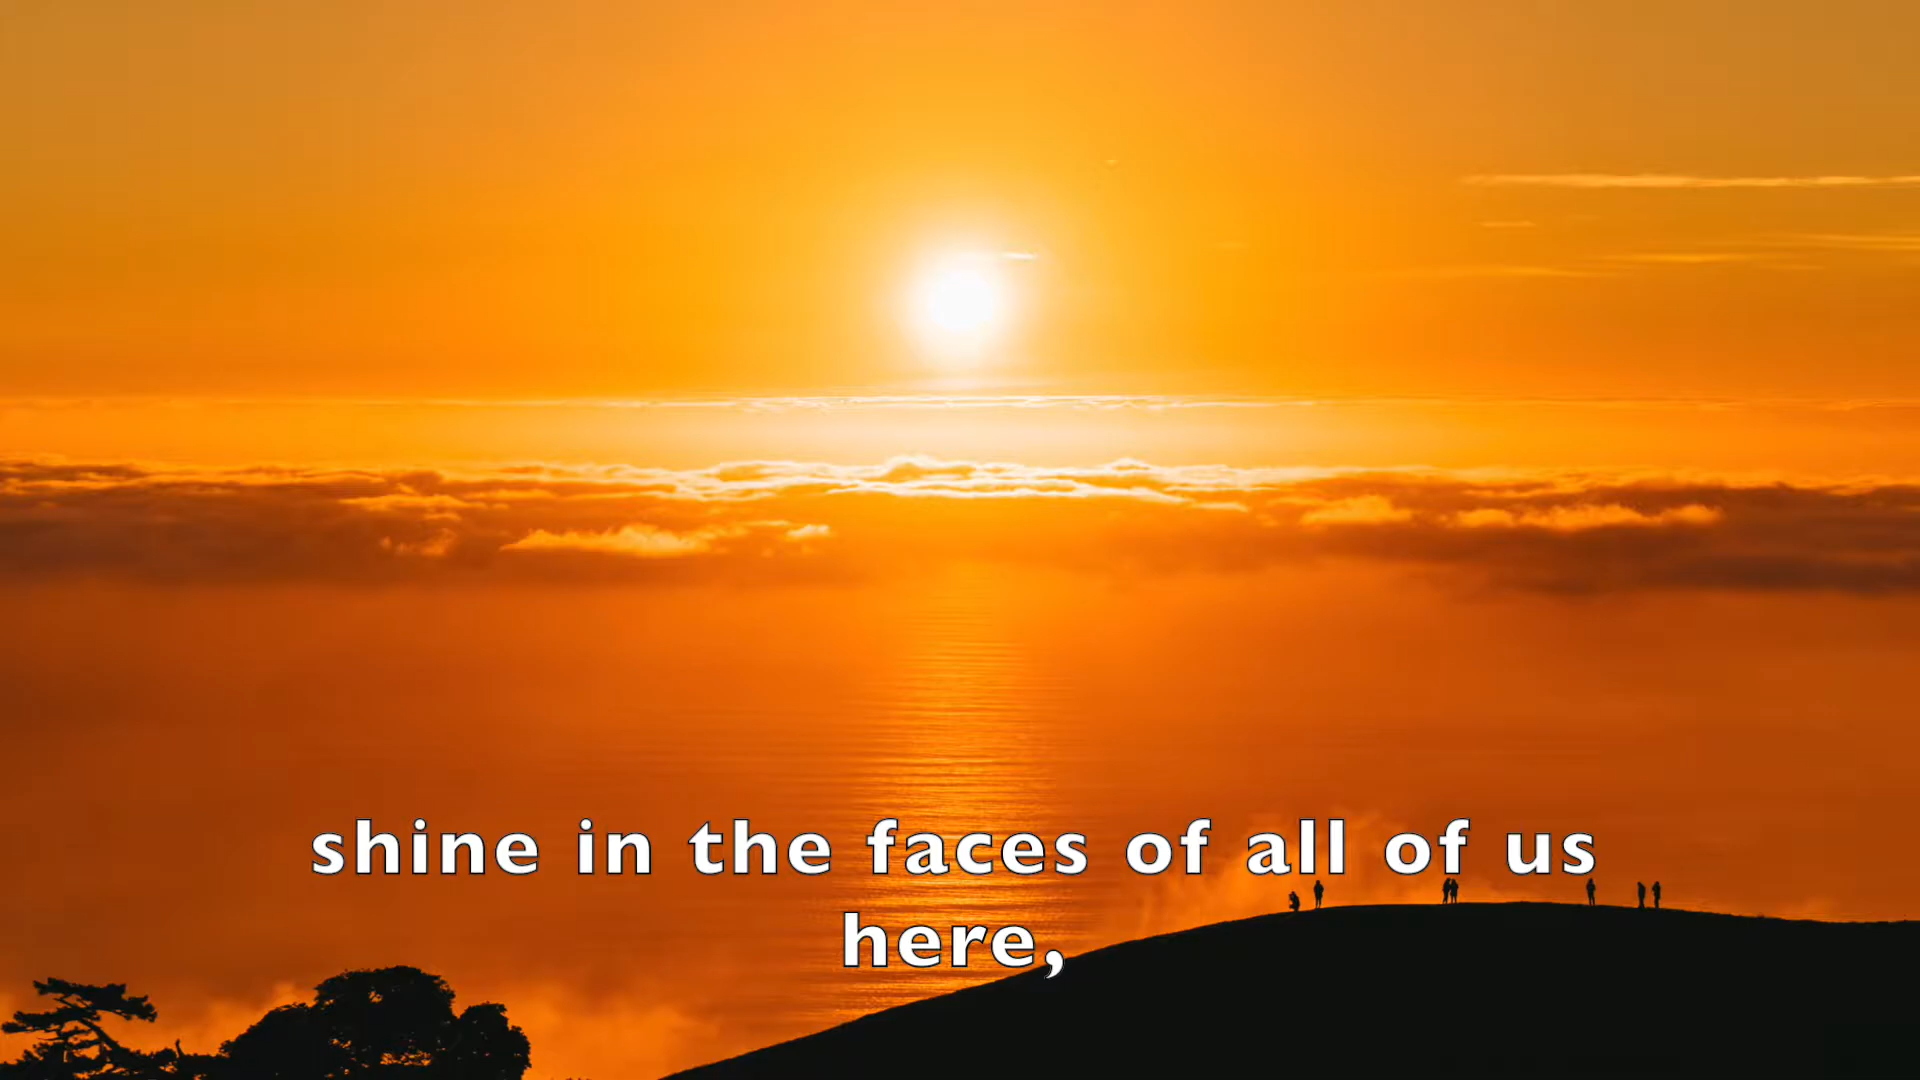 shine in the faces of all of us
here,